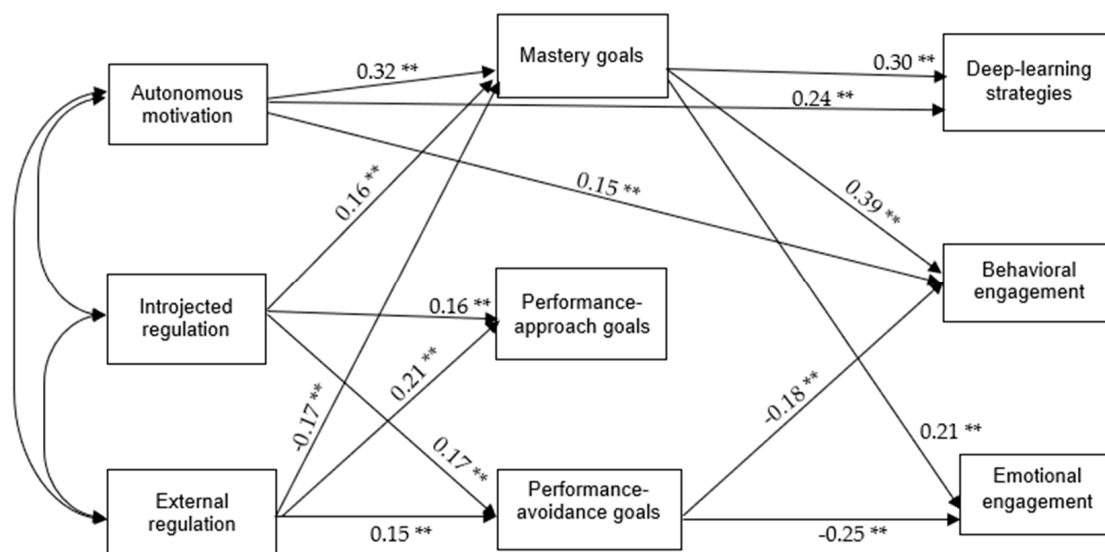 Mastery goals
0.32 **
0.30 **
Deep-learning
strategies
Autonomous
motivation
0.24 **
0.15 **
0.16 **
0.39 **
Introjected
regulation
0.16 **
Performance-
approach goals
Behavioral
engagement
0.21 **
-0.17 **
-0.18 **
0.17 **
0.21 **
External
regulation
0.15 **
Performance-
avoidance goals
-0.25 **
Emotional
engagement